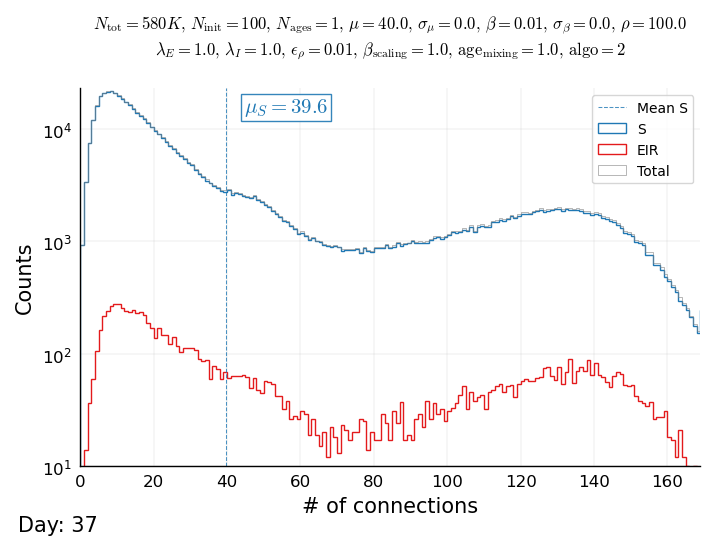 N_tot = 580K, N_init = 100, N_ages = 1, μ = 40.0, σ_μ = 0.0, β = 0.01, σ_β = 0.0, ρ = 100.0
λ_E = 1.0, λ_I = 1.0, ϵ_ρ = 0.01, β_scaling = 1.0, age_mixing = 1.0, algo = 2
μ_S = 39.6
Mean S
S
EIR
Total
10^4
10^3
10^2
10^1
Counts
0 20 40 60 80 100 120 140 160
# of connections
Day: 37